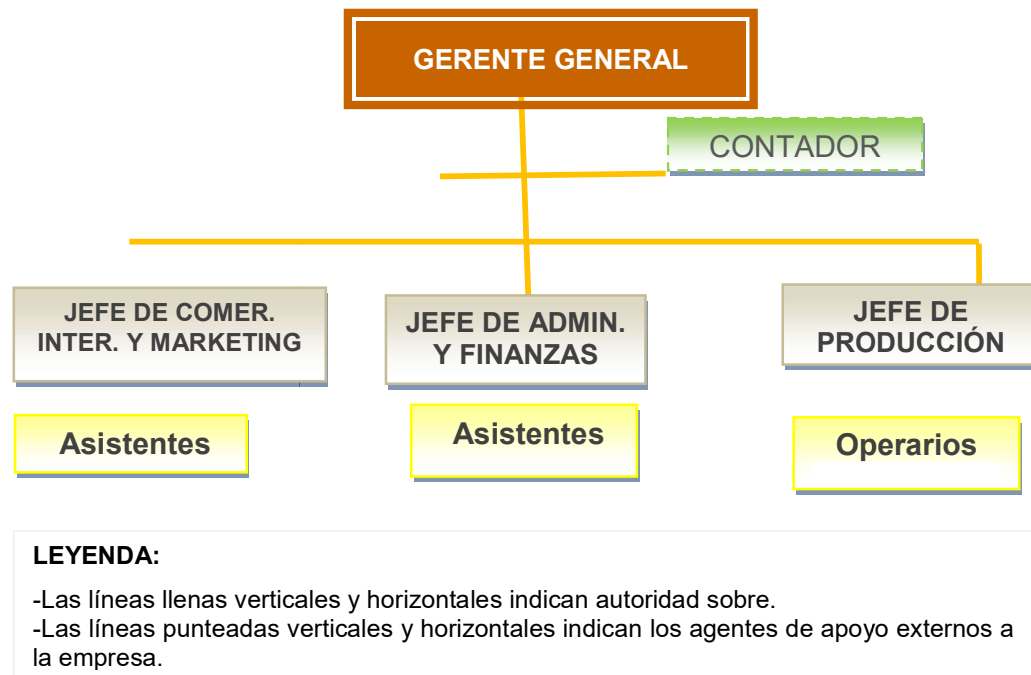 GERENTE GENERAL
CONTADOR
JEFE DE COMER.
INTER. Y MARKETING
JEFE DE ADMIN.
Y FINANZAS
JEFE DE
PRODUCCIÓN
Asistentes
Asistentes
Operarios
LEYENDA:
-Las líneas llenas verticales y horizontales indican autoridad sobre.
-Las líneas punteadas verticales y horizontales indican los agentes de apoyo externos a
la empresa.